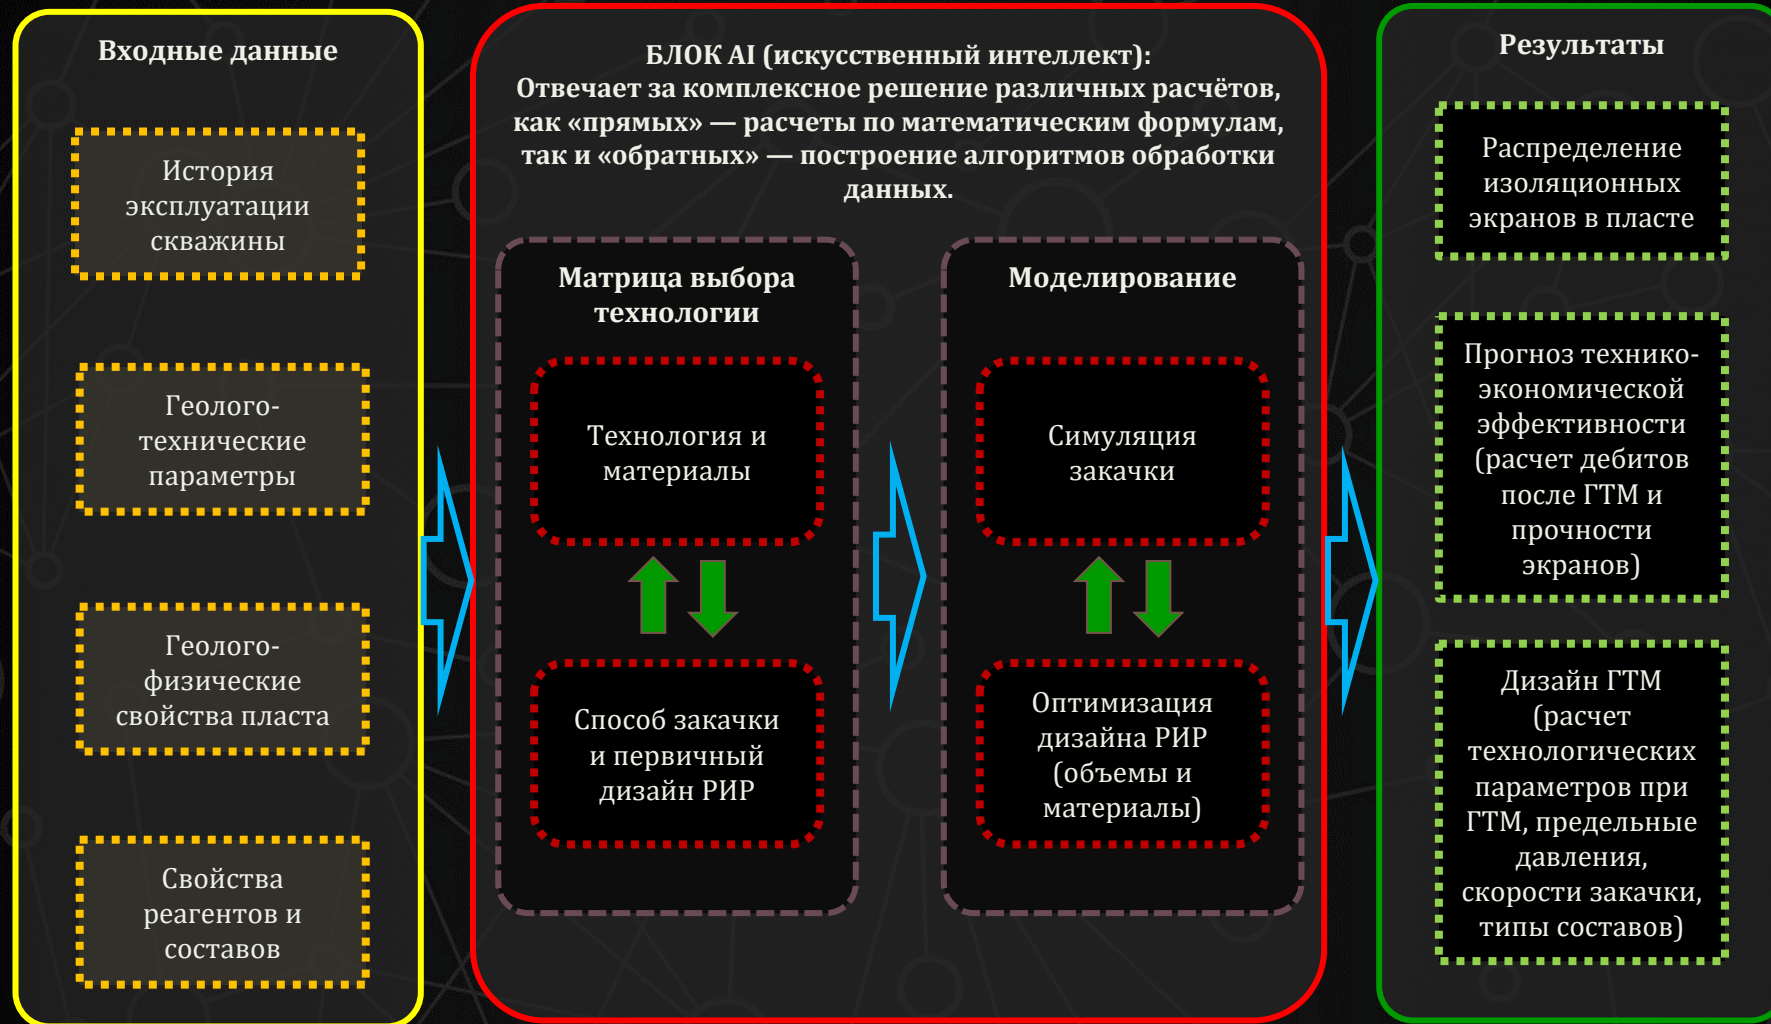 Входные данные
История
эксплуатации
скважины
Геолого-
технические
параметры
Геолого-
физические
свойства пласта
Свойства
реагентов и
составов
БЛОК AI (искусственный интеллект):
Отвечает за комплексное решение различных расчётов,
как «прямых» — расчеты по математическим формулам,
так и «обратных» — построение алгоритмов обработки
данных.
Матрица выбора
технологии
Технология и
материалы
Способ закачки
и первичный
дизайн РИР
Моделирование
Симуляция
закачки
Оптимизация
дизайна РИР
(объемы и
материалы)
Результаты
Распределение
изоляционных
экранов в пласте
Прогноз технико-
экономической
эффективности
(расчет дебитов
после ГТМ и
прочности
экранов)
Дизайн ГТМ
(расчет
технологических
параметров при
ГТМ, предельные
давления,
скорости закачки,
типы составов)